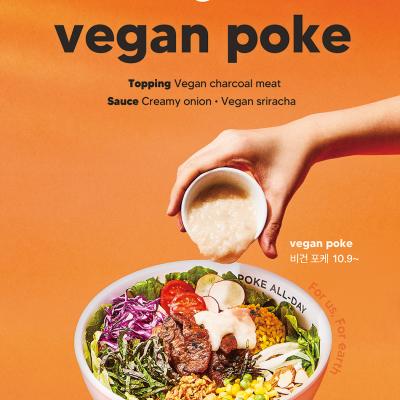 vegan poke
Topping Vegan charcoal meat
Sauce Creamy onion • Vegan sriracha
vegan poke
비건 포케 10.9~
POKE ALL-DAY
For us, For earth